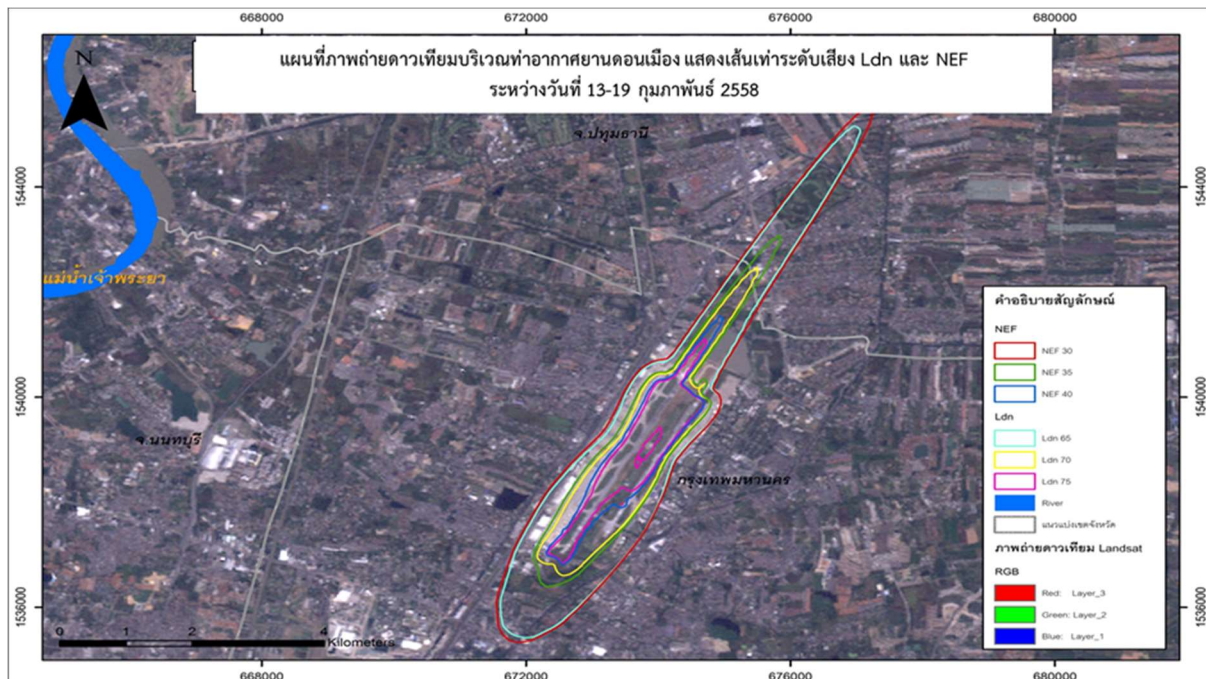 668000 672000 676000 680000
แผนที่ภาพถ่ายดาวเทียมบริเวณท่าอากาศยานดอนเมือง แสดงเส้นเท่าระดับเสียง Ldn และ NEF
ระหว่างวันที่ 13-19 กุมภาพันธ์ 2558
N
จ.ปทุมธานี
1544000 1544000
แม่น้ำเจ้าพระยา
คำอธิบายสัญลักษณ์
NEF
NEF 30
NEF 35
NEF 40
1540000 1540000
Ldn
Ldn 65
Ldn 70
Ldn 75
River
แนวแบ่งเขตจังหวัด
จ.นนทบุรี
กรุงเทพมหานคร
ภาพถ่ายดาวเทียม Landsat
RGB
Red: Layer_3
Green: Layer_2
Blue: Layer_1
1536000 1536000
0 1 2 4
Kilometers
668000 672000 676000 680000